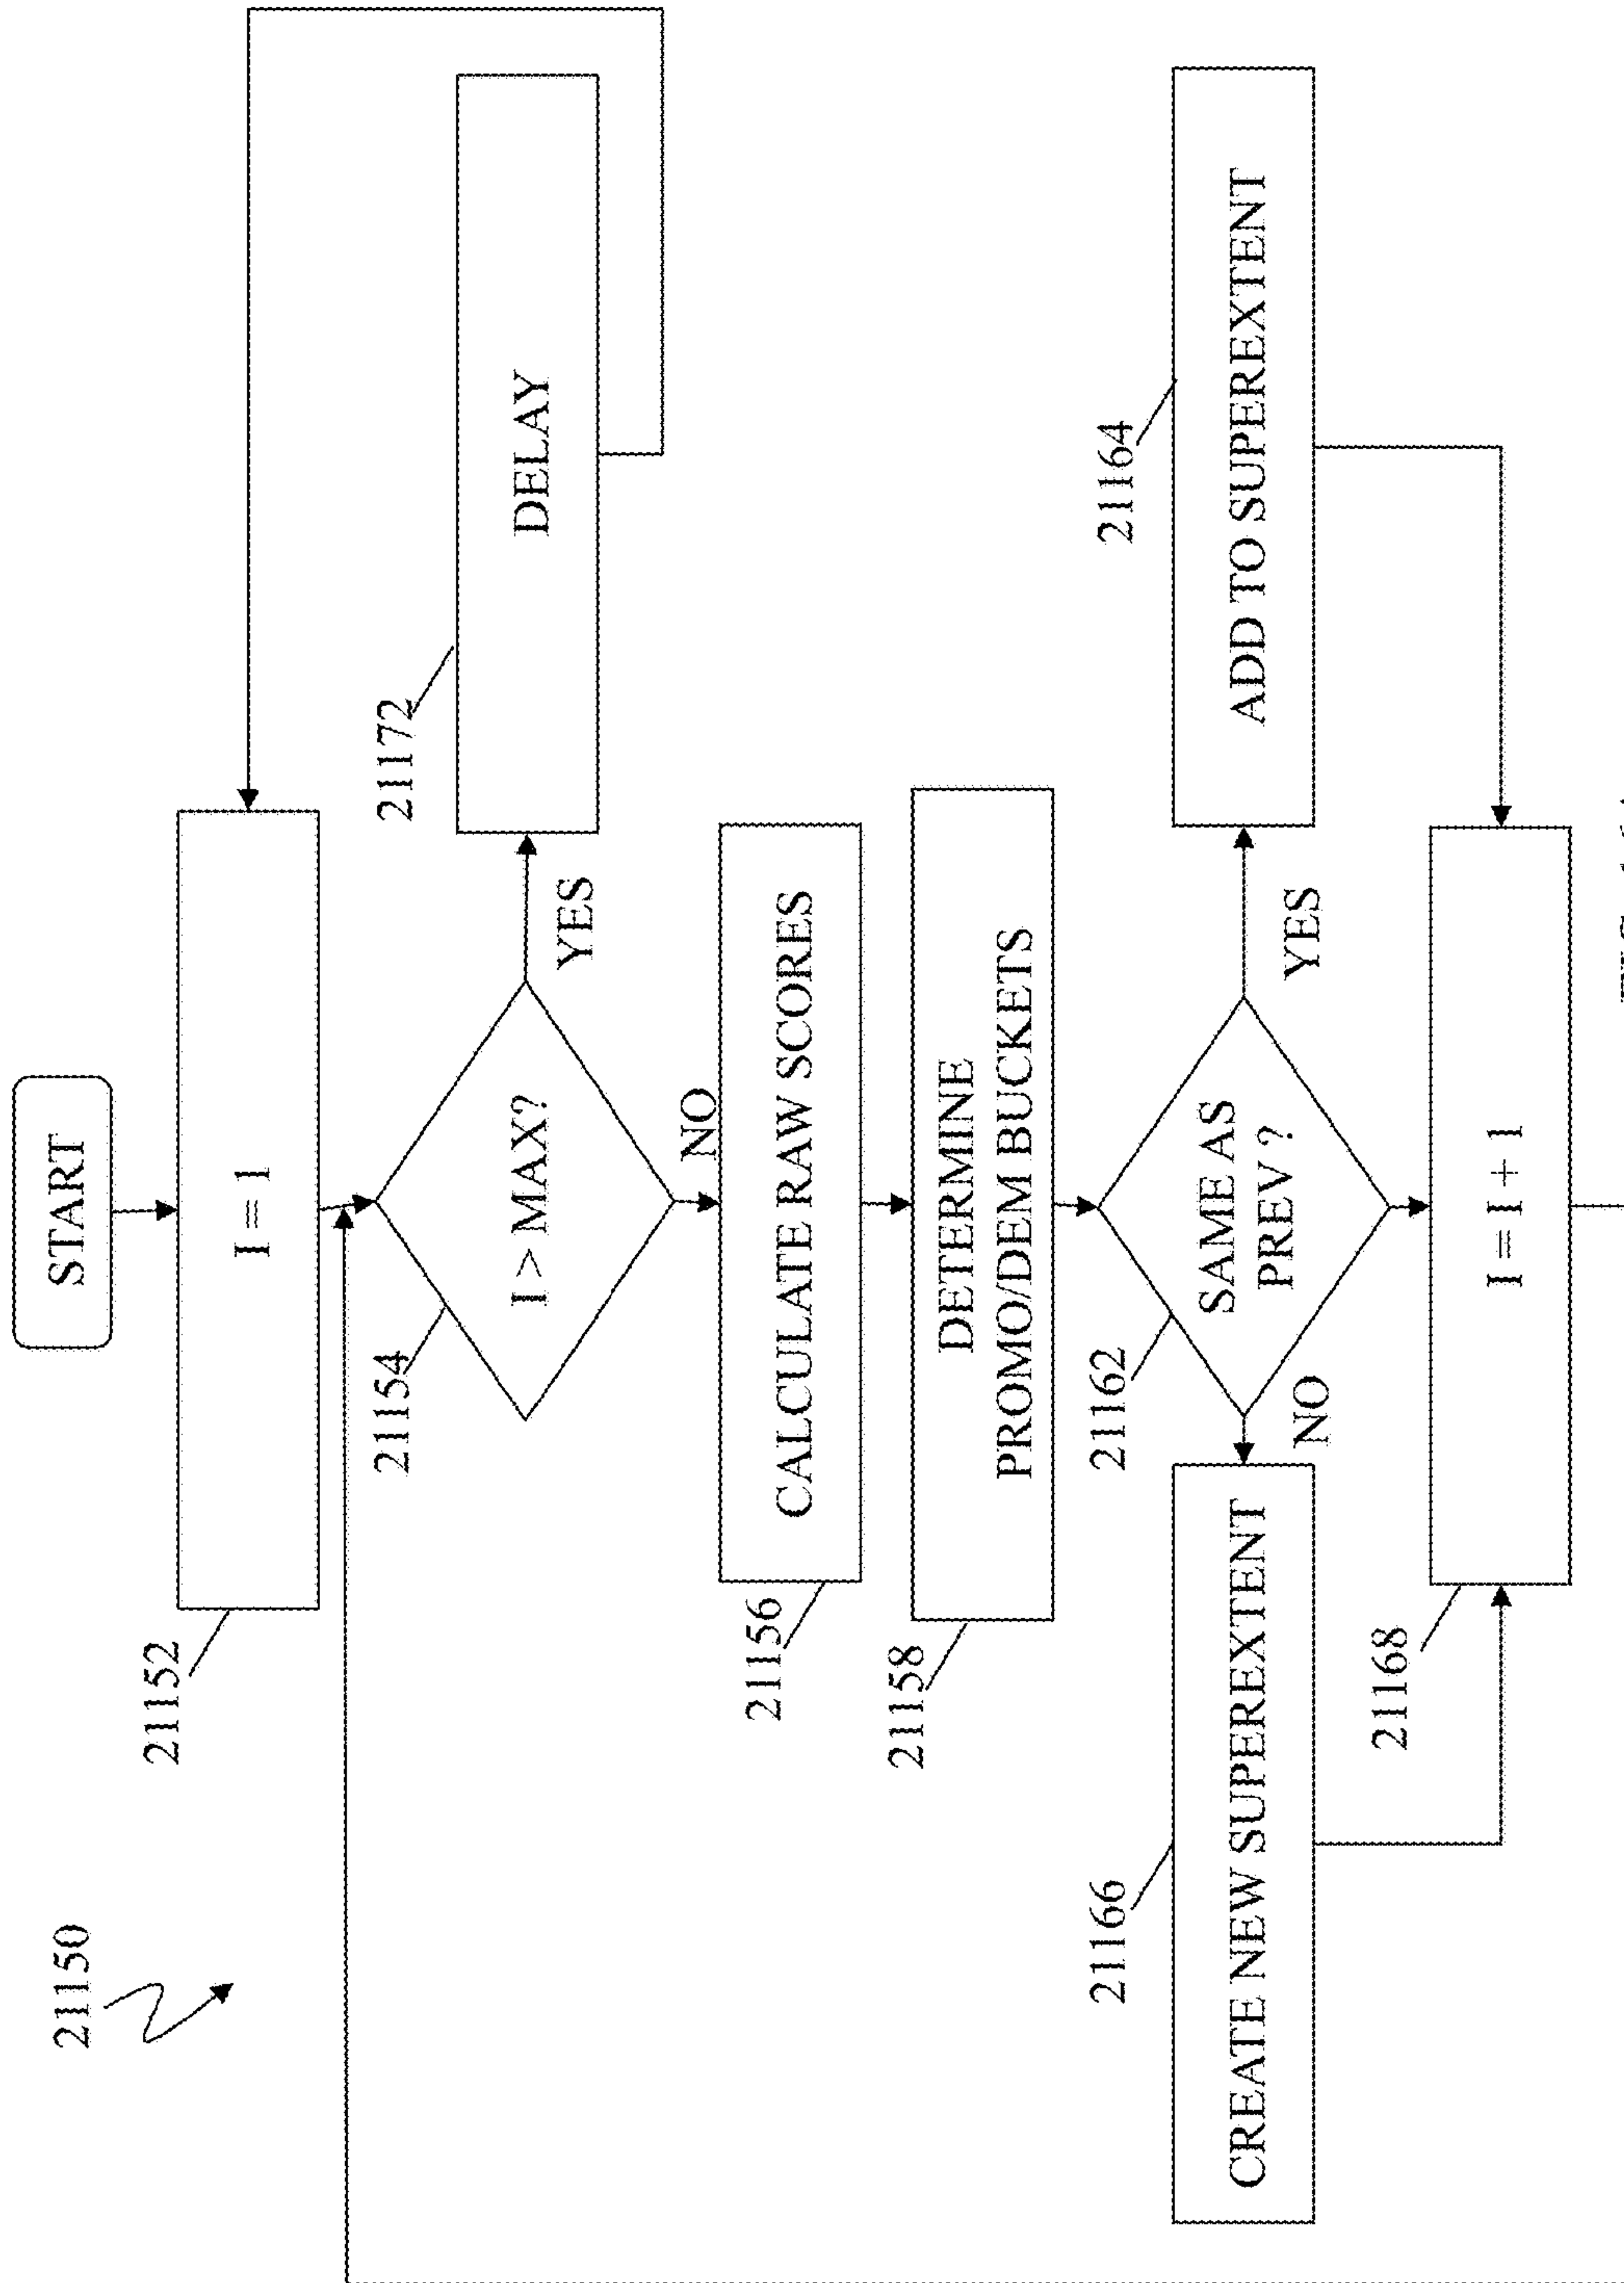 21150
START
21152
I = 1
21154
I > MAX?
YES
21172
DELAY
NO
21156
CALCULATE RAW SCORES
21158
DETERMINE
PROMO/DEM BUCKETS
21162
SAME AS
PREV ?
YES
21164
ADD TO SUPEREXTENT
NO
21166
CREATE NEW SUPEREXTENT
21168
I = I + 1